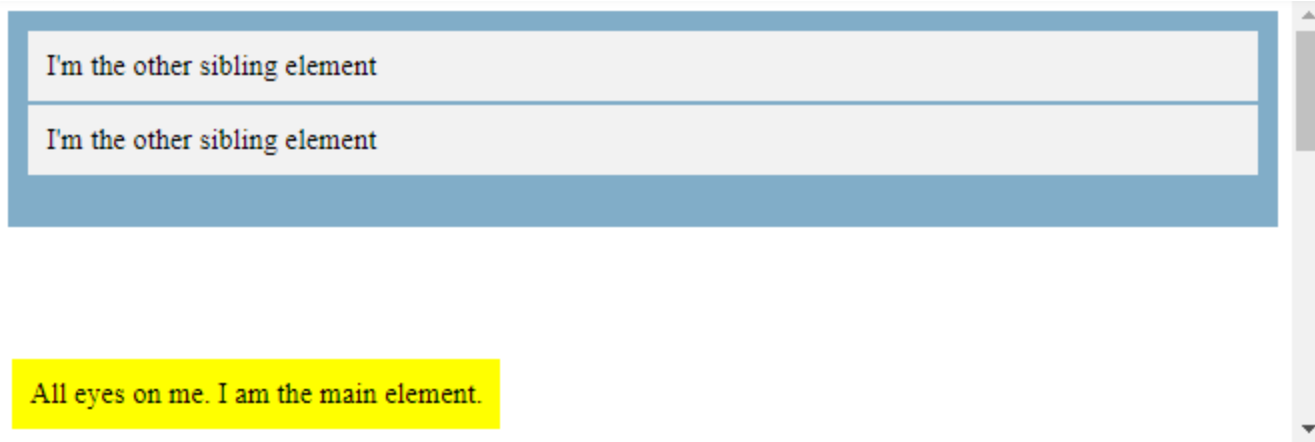 I'm the other sibling element
I'm the other sibling element
All eyes on me. I am the main element.